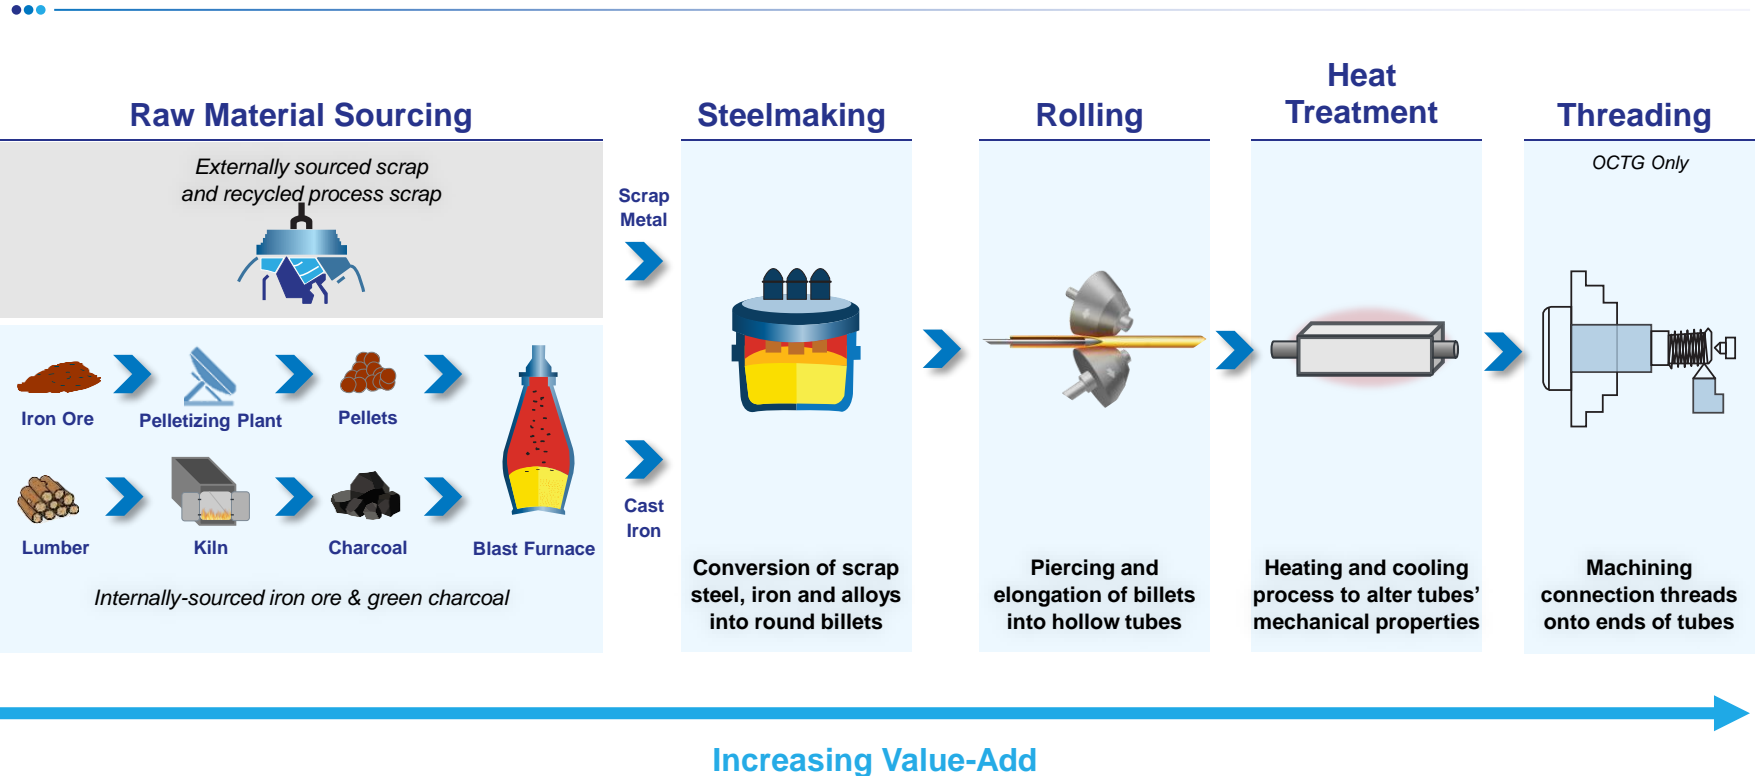 Raw Material Sourcing
Externally sourced scrap
and recycled process scrap
Iron Ore
Pelletizing Plant
Pellets
Lumber
Kiln
Charcoal
Blast Furnace
Internally-sourced iron ore & green charcoal
Scrap
Metal
Cast
Iron
Steelmaking
Conversion of scrap
steel, iron and alloys
into round billets
Rolling
Piercing and
elongation of billets
into hollow tubes
Heat
Treatment
Heating and cooling
process to alter tubes’
mechanical properties
Threading
OCTG Only
Machining
connection threads
onto ends of tubes
Increasing Value-Add